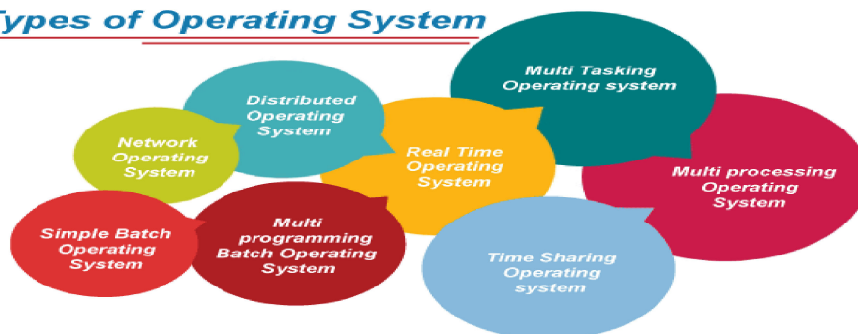 Types of Operating System
Multi Tasking
Operating system
Distributed
Operating
System
Network
Operating
System
Real Time
Operating
System
Multi processing
Operating
System
Simple Batch
Operating
System
Multi
programming
Batch Operating
System
Time Sharing
Operating
system